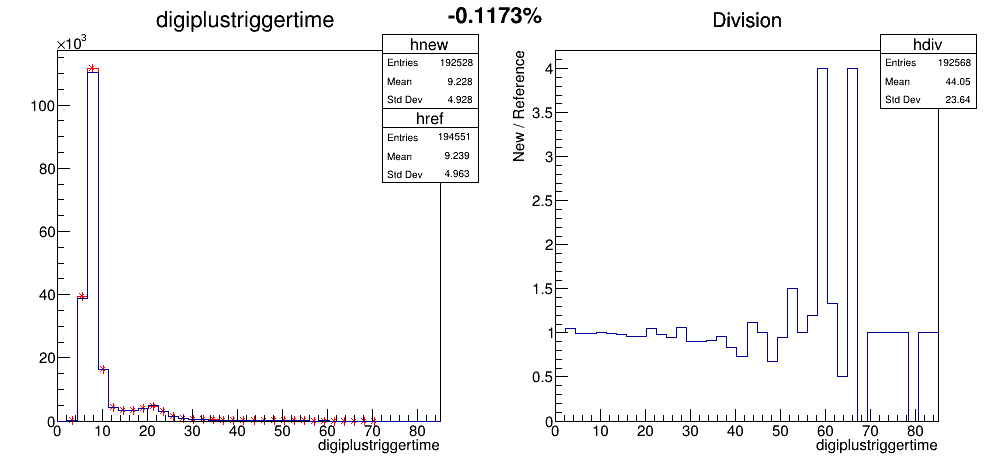 digiplustriggertime
-0.1173%
Division
×10³
hnew
Entries 192528
Mean 9.228
Std Dev 4.928
href
Entries 194551
Mean 9.239
Std Dev 4.963
100
80
60
40
20
0
0 10 20 30 40 50 60 70 80
digiplustriggertime
hdiv
Entries 192568
Mean 44.05
Std Dev 23.64
New / Reference
4
3.5
3
2.5
2
1.5
1
0.5
0
0 10 20 30 40 50 60 70 80
digiplustriggertime